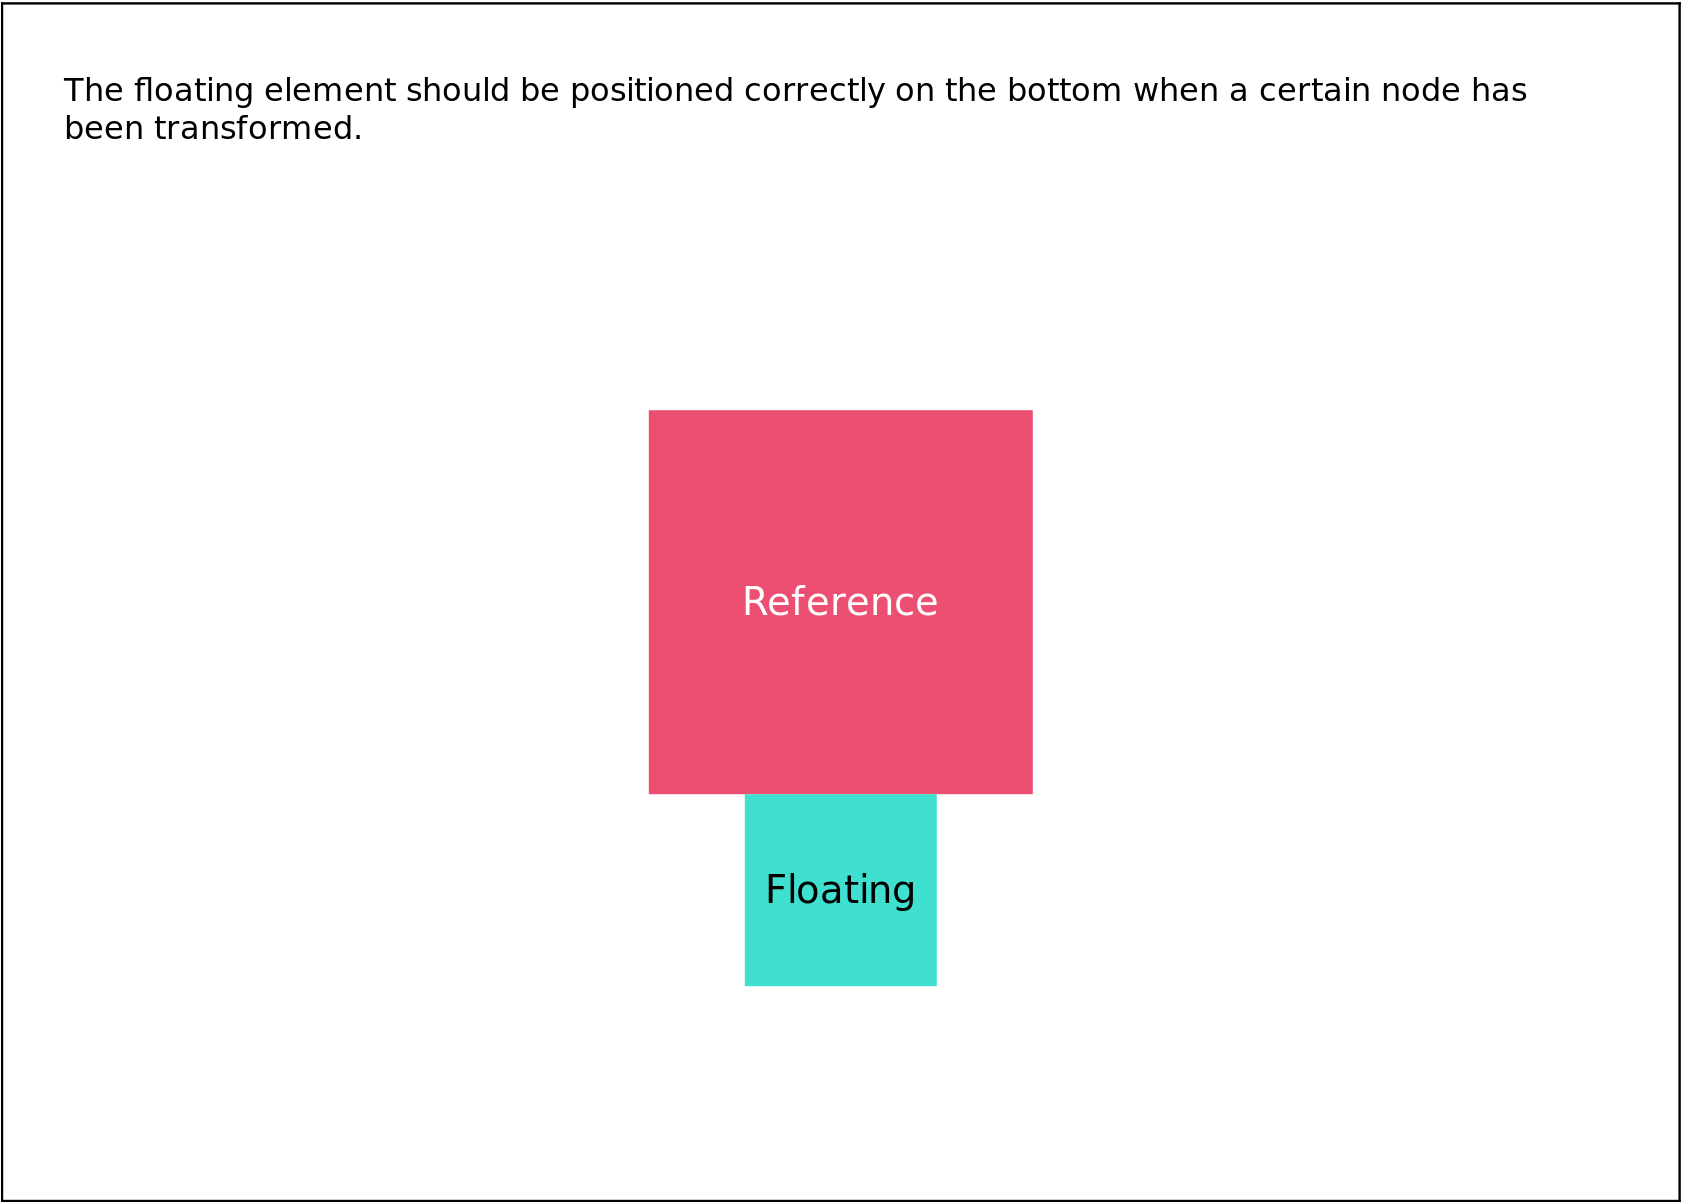 The floating element should be positioned correctly on the bottom when a certain node has
been transformed.
Reference
Floating